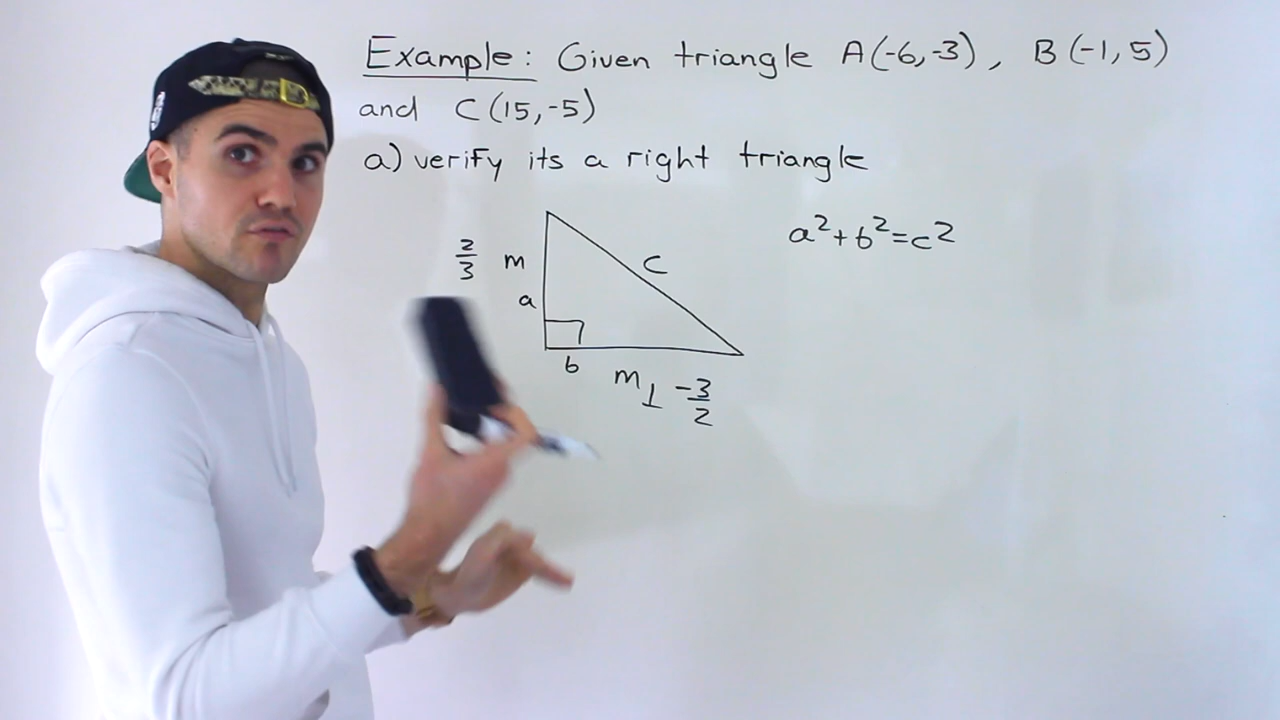 Example: Given triangle A(-6,-3), B(-1,5)
and C(15,-5)
a) verify its a right triangle
a²+b²=c²
2/3 m
c
a
b
m⊥ -3/2